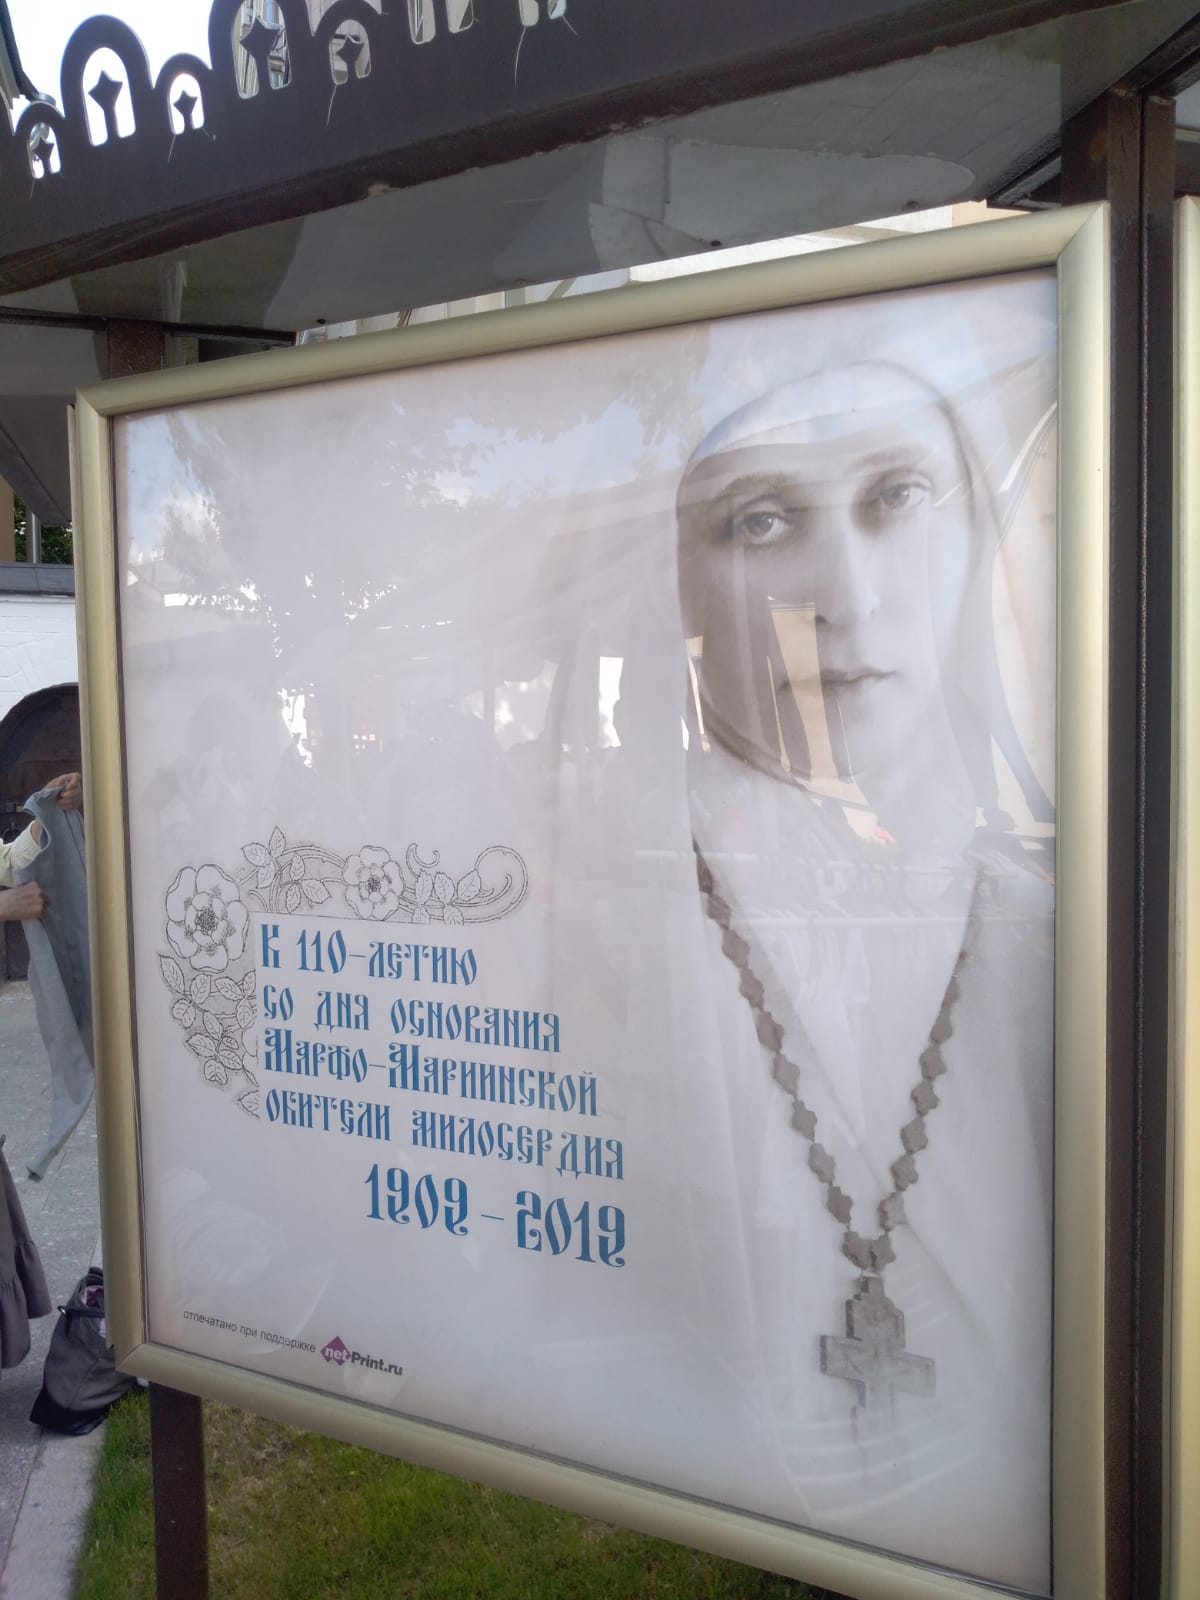 К 110-летию
со дня основания
Марфо-Мариинской
обители милосердия
1909 - 2019
отпечатано при поддержке netPrint.ru